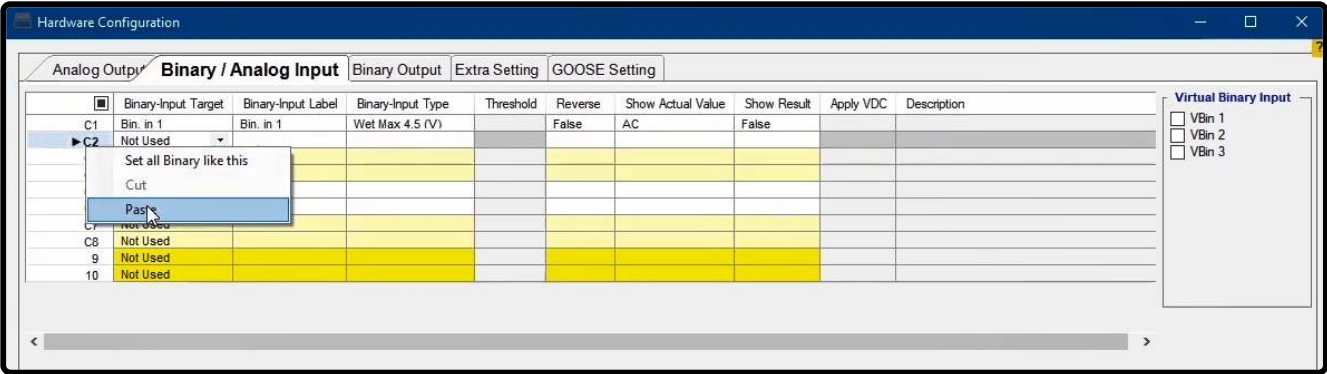 Hardware Configuration
?
Analog Output Binary / Analog Input Binary Output Extra Setting GOOSE Setting
Binary-Input Target Binary-Input Label Binary-Input Type Threshold Reverse Show Actual Value Show Result Apply VDC Description
C1 Bin. in 1 Bin. in 1 Wet Max 4.5 (V) False AC False
C2 Not Used
Set all Binary like this
Cut
Paste
C7 Not Used
C8 Not Used
9 Not Used
10 Not Used
Virtual Binary Input
VBin 1
VBin 2
VBin 3